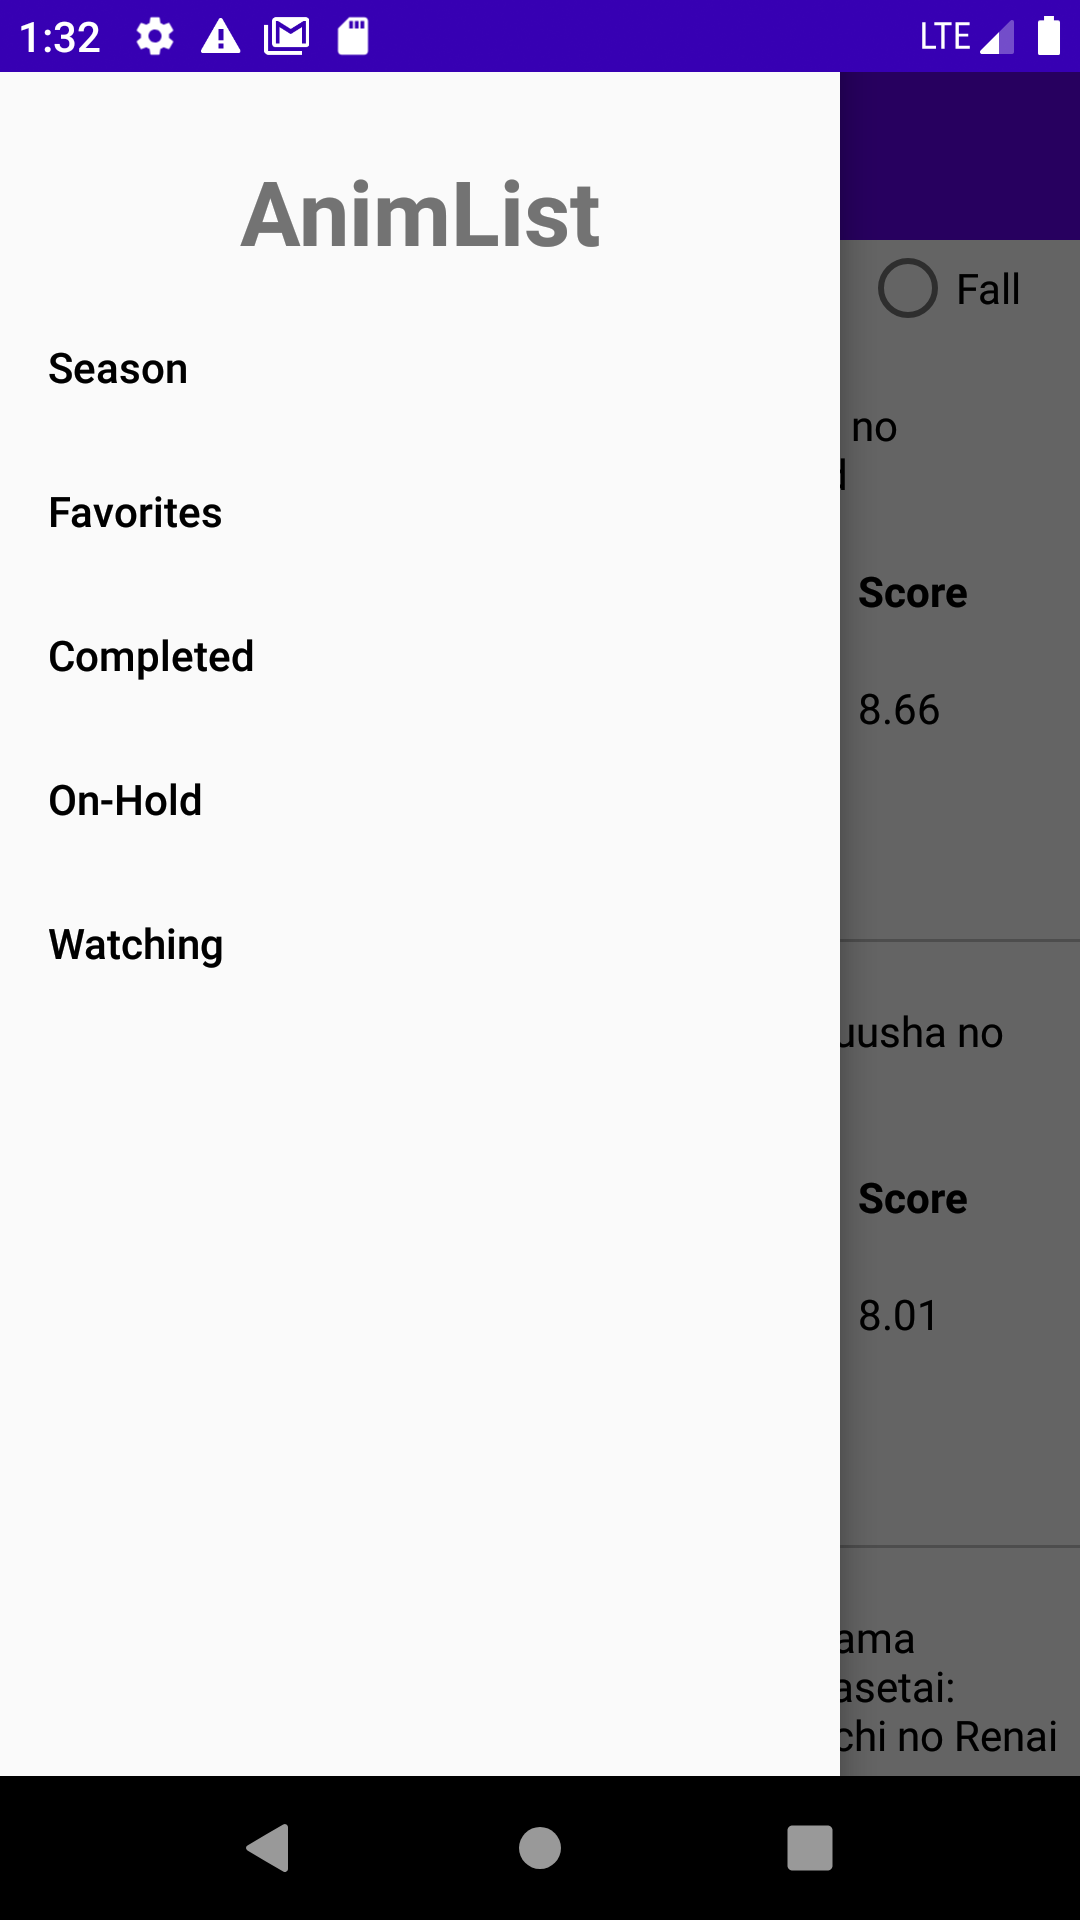 1:32 LTE
AnimList
Fall
Season
no
Favorites
Score
Completed
8.66
On-Hold
Watching
uusha no
Score
8.01
ama
asetai:
chi no Renai